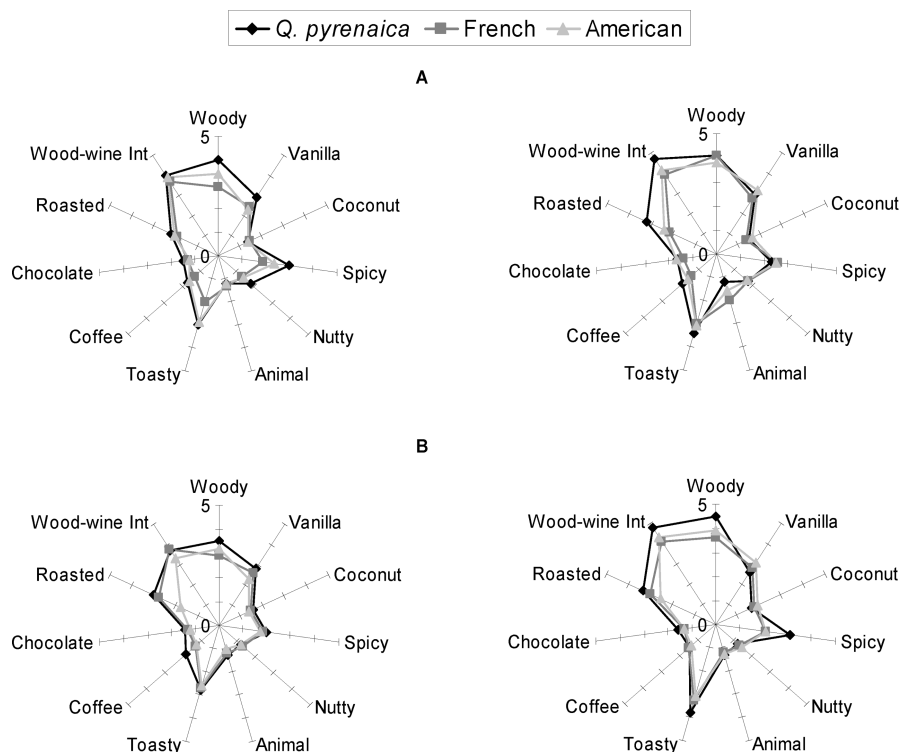 Q. pyrenaica French American
A
Woody
5
Wood-wine Int
Vanilla
Roasted
Coconut
0
Chocolate
Spicy
Coffee
Nutty
Toasty
Animal
Woody
5
Wood-wine Int
Vanilla
Roasted
Coconut
0
Chocolate
Spicy
Coffee
Nutty
Toasty
Animal
B
Woody
5
Wood-wine Int
Vanilla
Roasted
Coconut
0
Chocolate
Spicy
Coffee
Nutty
Toasty
Animal
Woody
5
Wood-wine Int
Vanilla
Roasted
Coconut
0
Chocolate
Spicy
Coffee
Nutty
Toasty
Animal